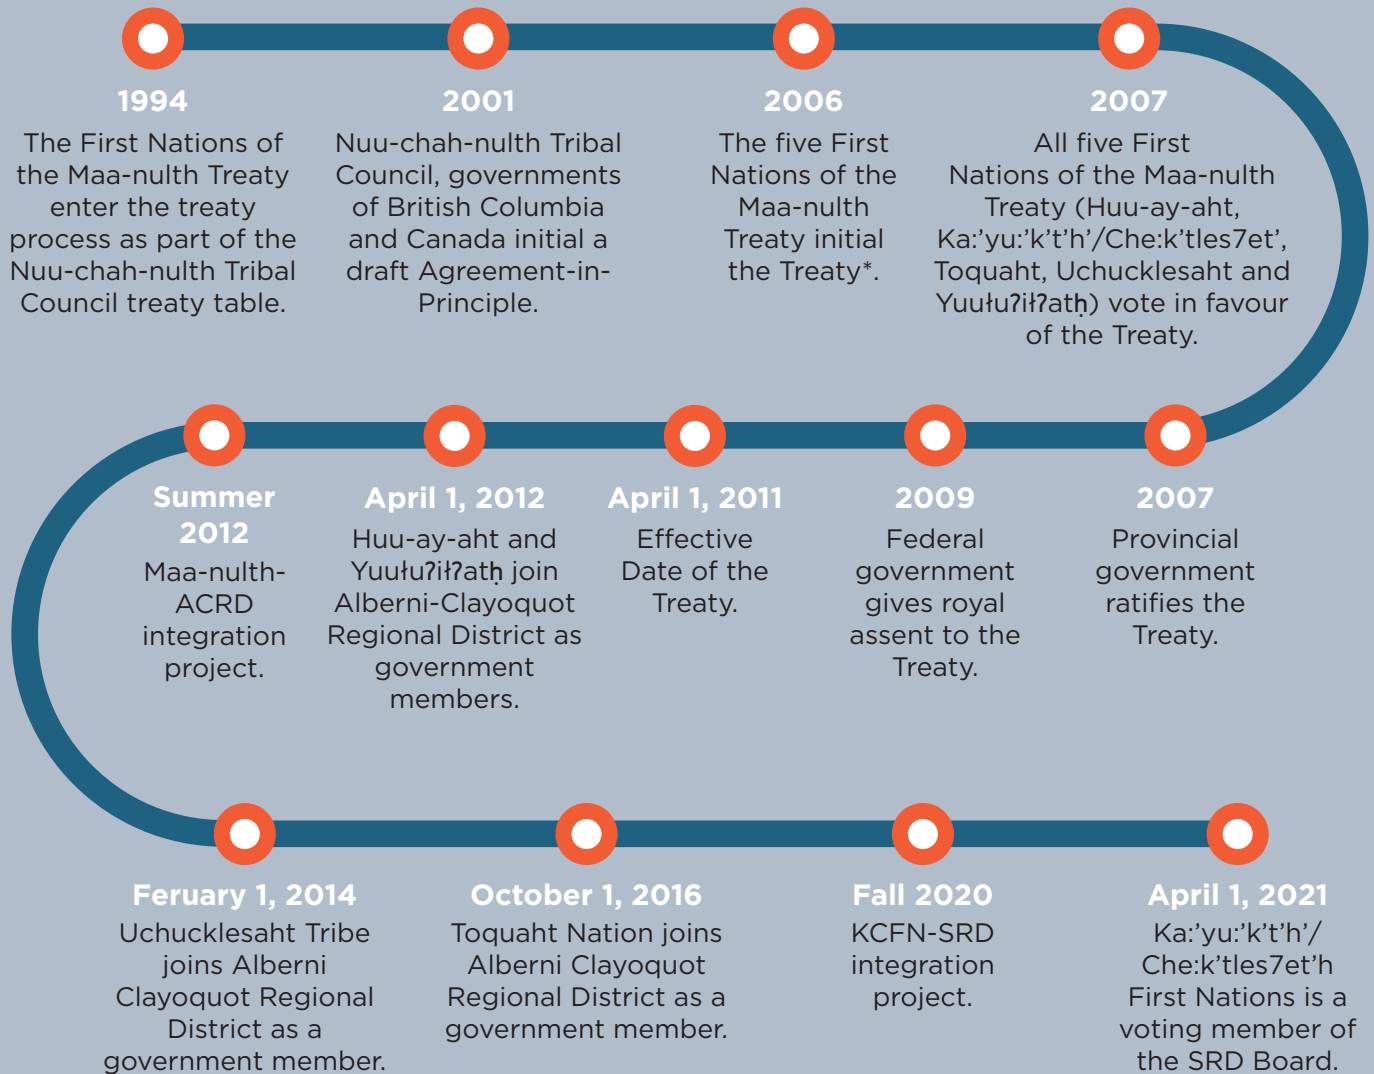 1994
The First Nations of
the Maa-nulth Treaty
enter the treaty
process as part of the
Nuu-chah-nulth Tribal
Council treaty table.
2001
Nuu-chah-nulth Tribal
Council, governments
of British Columbia
and Canada initial a
draft Agreement-in-
Principle.
2006
The five First
Nations of the
Maa-nulth
Treaty initial
the Treaty*.
2007
All five First
Nations of the Maa-nulth
Treaty (Huu-ay-aht,
Ka:’yu:’k’t’h’/Che:k’tles7et’,
Toquaht, Uchucklesaht and
Yuułuʔiłʔatḥ) vote in favour
of the Treaty.
2007
Provincial
government
ratifies the
Treaty.
2009
Federal
government
gives royal
assent to the
Treaty.
April 1, 2011
Effective
Date of the
Treaty.
April 1, 2012
Huu-ay-aht and
Yuułuʔiłʔatḥ join
Alberni-Clayoquot
Regional District as
government
members.
Summer
2012
Maa-nulth-
ACRD
integration
project.
Feruary 1, 2014
Uchucklesaht Tribe
joins Alberni
Clayoquot Regional
District as a
government member.
October 1, 2016
Toquaht Nation joins
Alberni Clayoquot
Regional District as a
government member.
Fall 2020
KCFN-SRD
integration
project.
April 1, 2021
Ka:’yu:’k’t’h’/
Che:k’tles7et’h
First Nations is a
voting member of
the SRD Board.